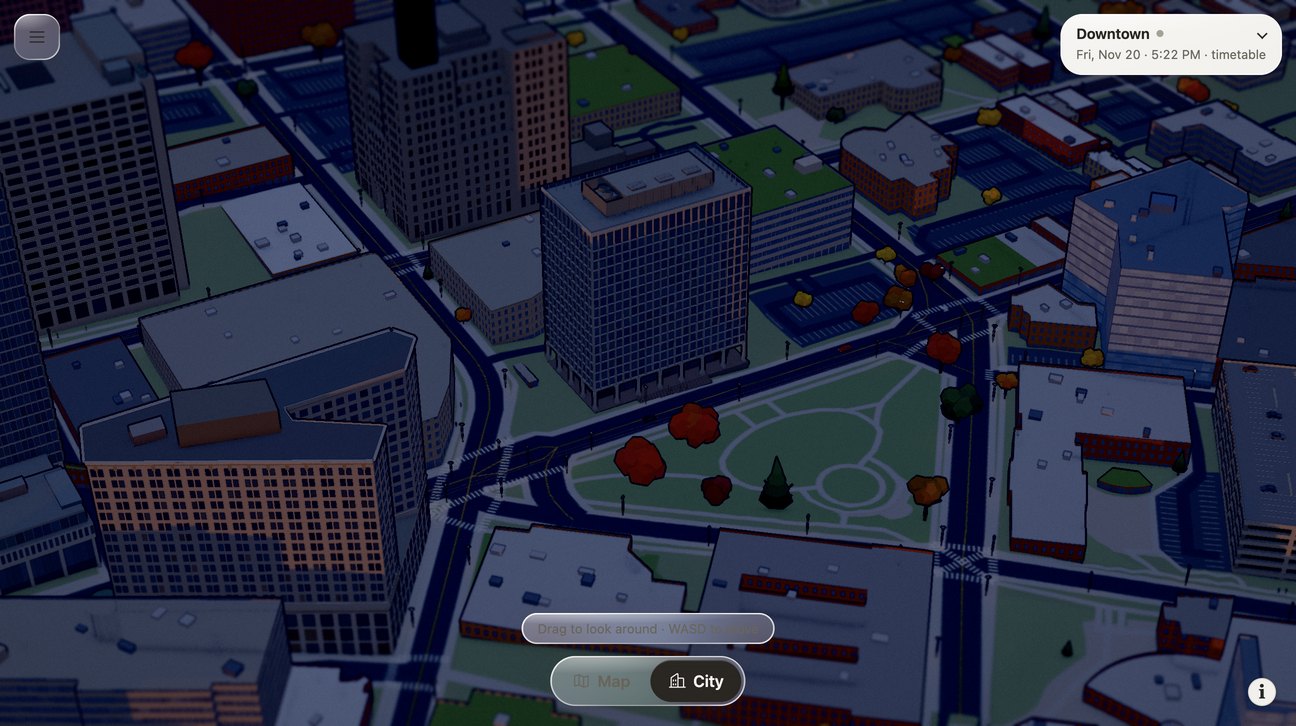 Downtown
Fri, Nov 20 · 5:22 PM · timetable
Drag to look around · WASD to move
Map
City
i